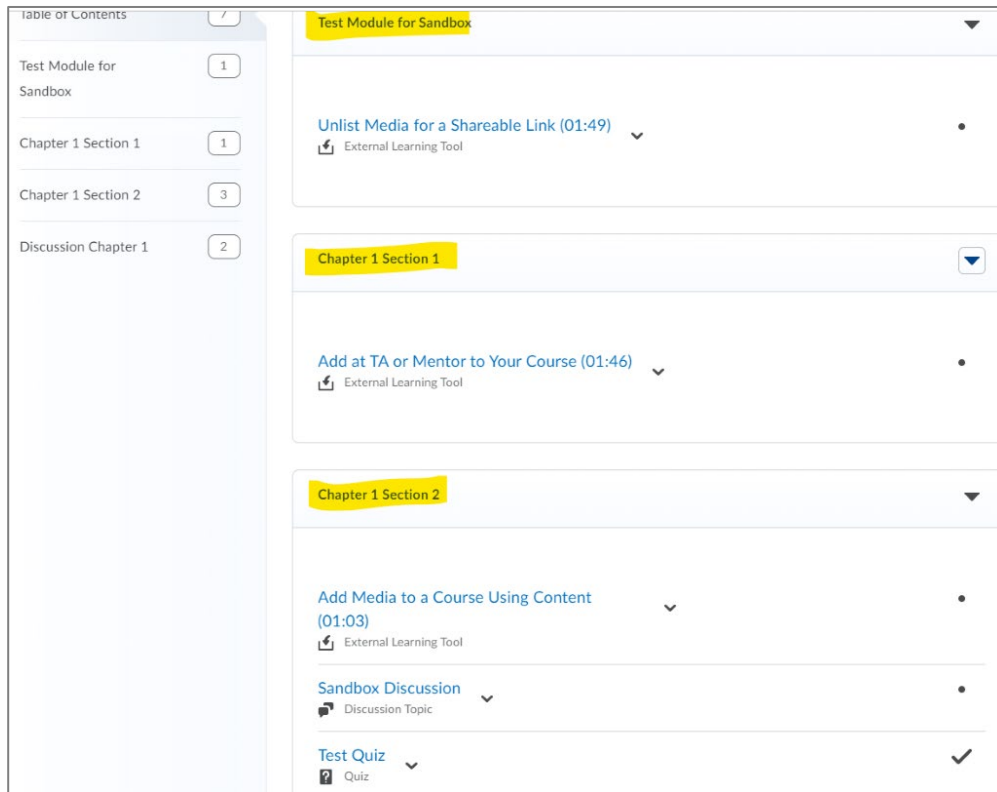 Table of Contents
7
Test Module for
Sandbox
1
Chapter 1 Section 1
1
Chapter 1 Section 2
3
Discussion Chapter 1
2
Test Module for Sandbox
Unlist Media for a Shareable Link (01:49)
External Learning Tool
Chapter 1 Section 1
Add at TA or Mentor to Your Course (01:46)
External Learning Tool
Chapter 1 Section 2
Add Media to a Course Using Content
(01:03)
External Learning Tool
Sandbox Discussion
Discussion Topic
Test Quiz
Quiz